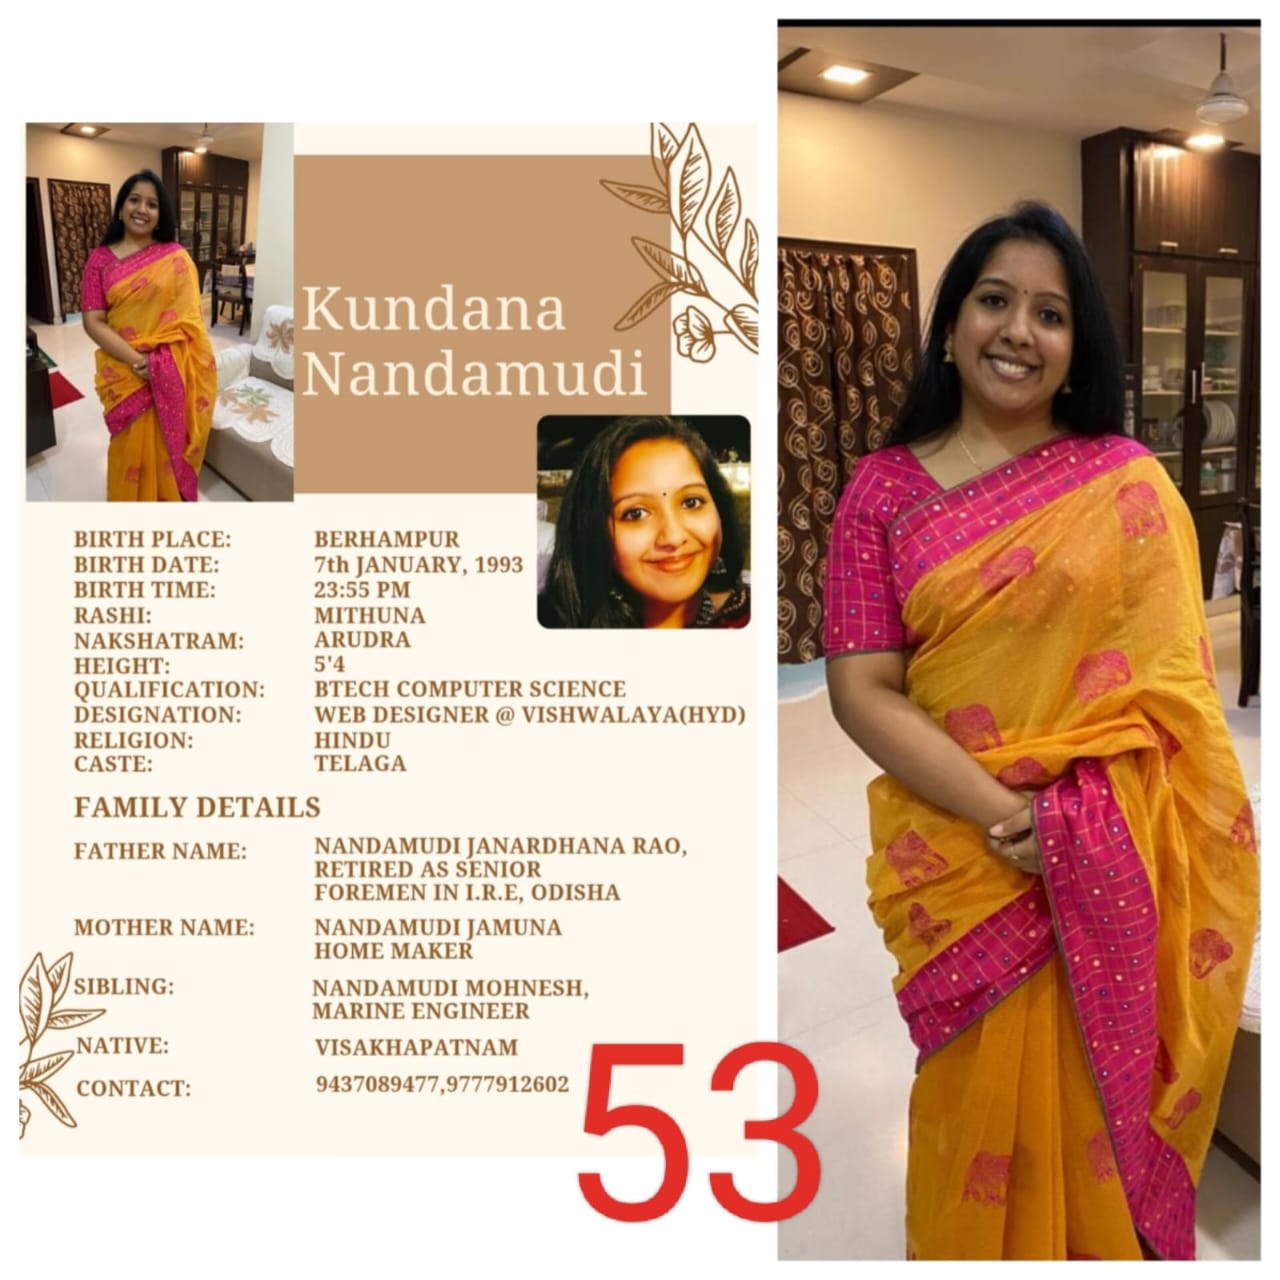 Kundana
Nandamudi
BIRTH PLACE: BERHAMPUR
BIRTH DATE: 7th JANUARY, 1993
BIRTH TIME: 23:55 PM
RASHI: MITHUNA
NAKSHATRAM: ARUDRA
HEIGHT: 5'4
QUALIFICATION: BTECH COMPUTER SCIENCE
DESIGNATION: WEB DESIGNER @ VISHWALAYA(HYD)
RELIGION: HINDU
CASTE: TELAGA
FAMILY DETAILS
FATHER NAME: NANDAMUDI JANARDHANA RAO,
RETIRED AS SENIOR
FOREMEN IN I.R.E, ODISHA
MOTHER NAME: NANDAMUDI JAMUNA
HOME MAKER
SIBLING: NANDAMUDI MOHNESH,
MARINE ENGINEER
NATIVE: VISAKHAPATNAM
CONTACT: 9437089477,9777912602
53